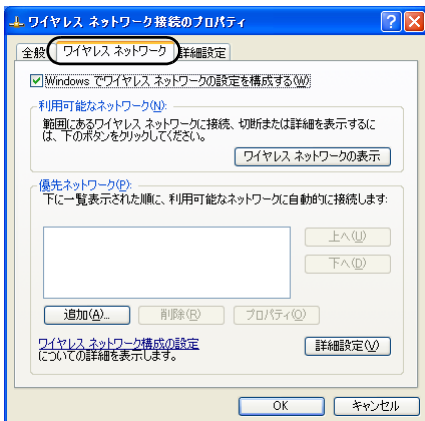 ワイヤレス ネットワーク接続のプロパティ
全般 ワイヤレス ネットワーク 詳細設定
Windows でワイヤレス ネットワークの設定を構成する(W)
利用可能なネットワーク(N):
範囲にあるワイヤレス ネットワークに接続、切断または詳細を表示するに
は、下のボタンをクリックしてください。
ワイヤレス ネットワークの表示
優先ネットワーク(P):
下に一覧表示された順に、利用可能なネットワークに自動的に接続します:
上へ(U)
下へ(D)
追加(A)... 削除(R) プロパティ(O)
ワイヤレス ネットワーク構成の設定
についての詳細を表示します。
詳細設定(V)
OK キャンセル